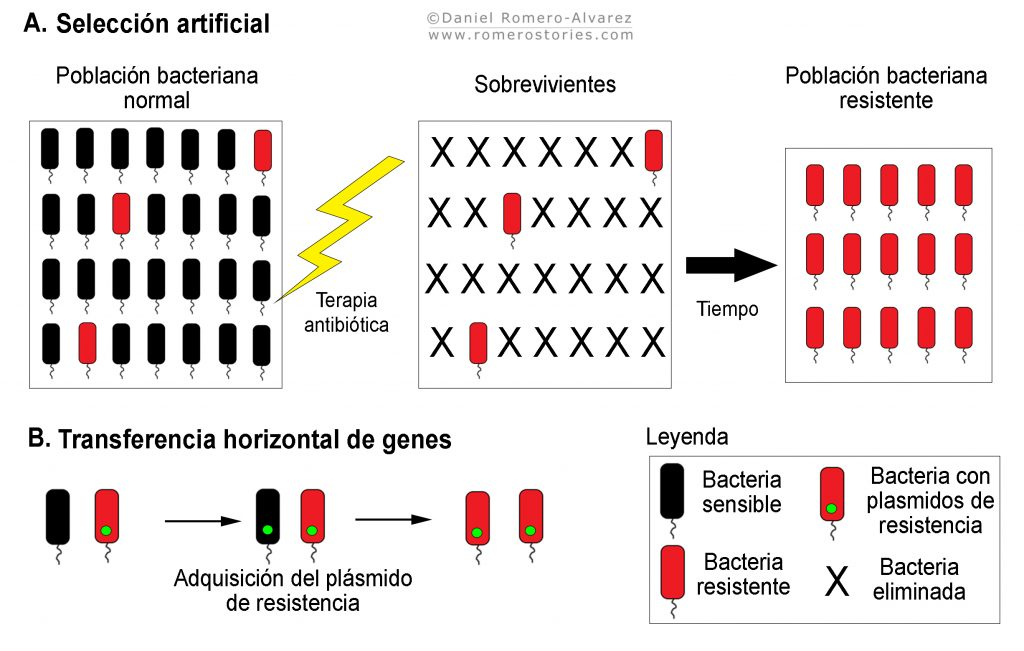 A. Selección artificial
©Daniel Romero-Alvarez
www.romerostories.com
Población bacteriana
normal
Sobrevivientes
Población bacteriana
resistente
Terapia
antibiótica
Tiempo
B. Transferencia horizontal de genes
Adquisición del plásmido
de resistencia
Leyenda
Bacteria
sensible
Bacteria con
plasmidos de
resistencia
Bacteria
resistente
Bacteria
eliminada